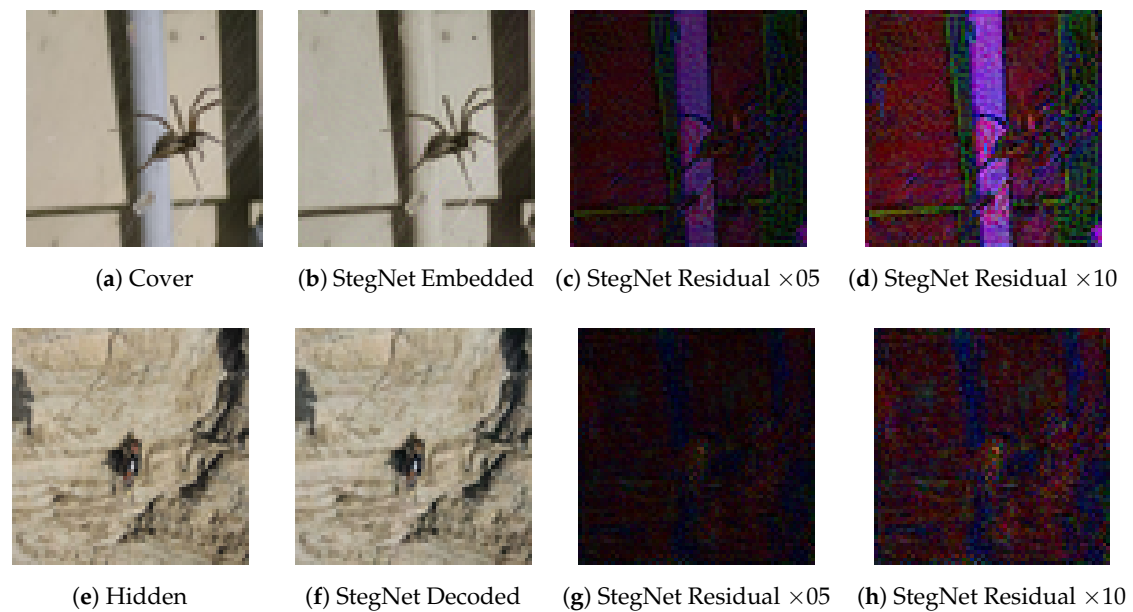 (a) Cover
(b) StegNet Embedded
(c) StegNet Residual ×05
(d) StegNet Residual ×10
(e) Hidden
(f) StegNet Decoded
(g) StegNet Residual ×05
(h) StegNet Residual ×10